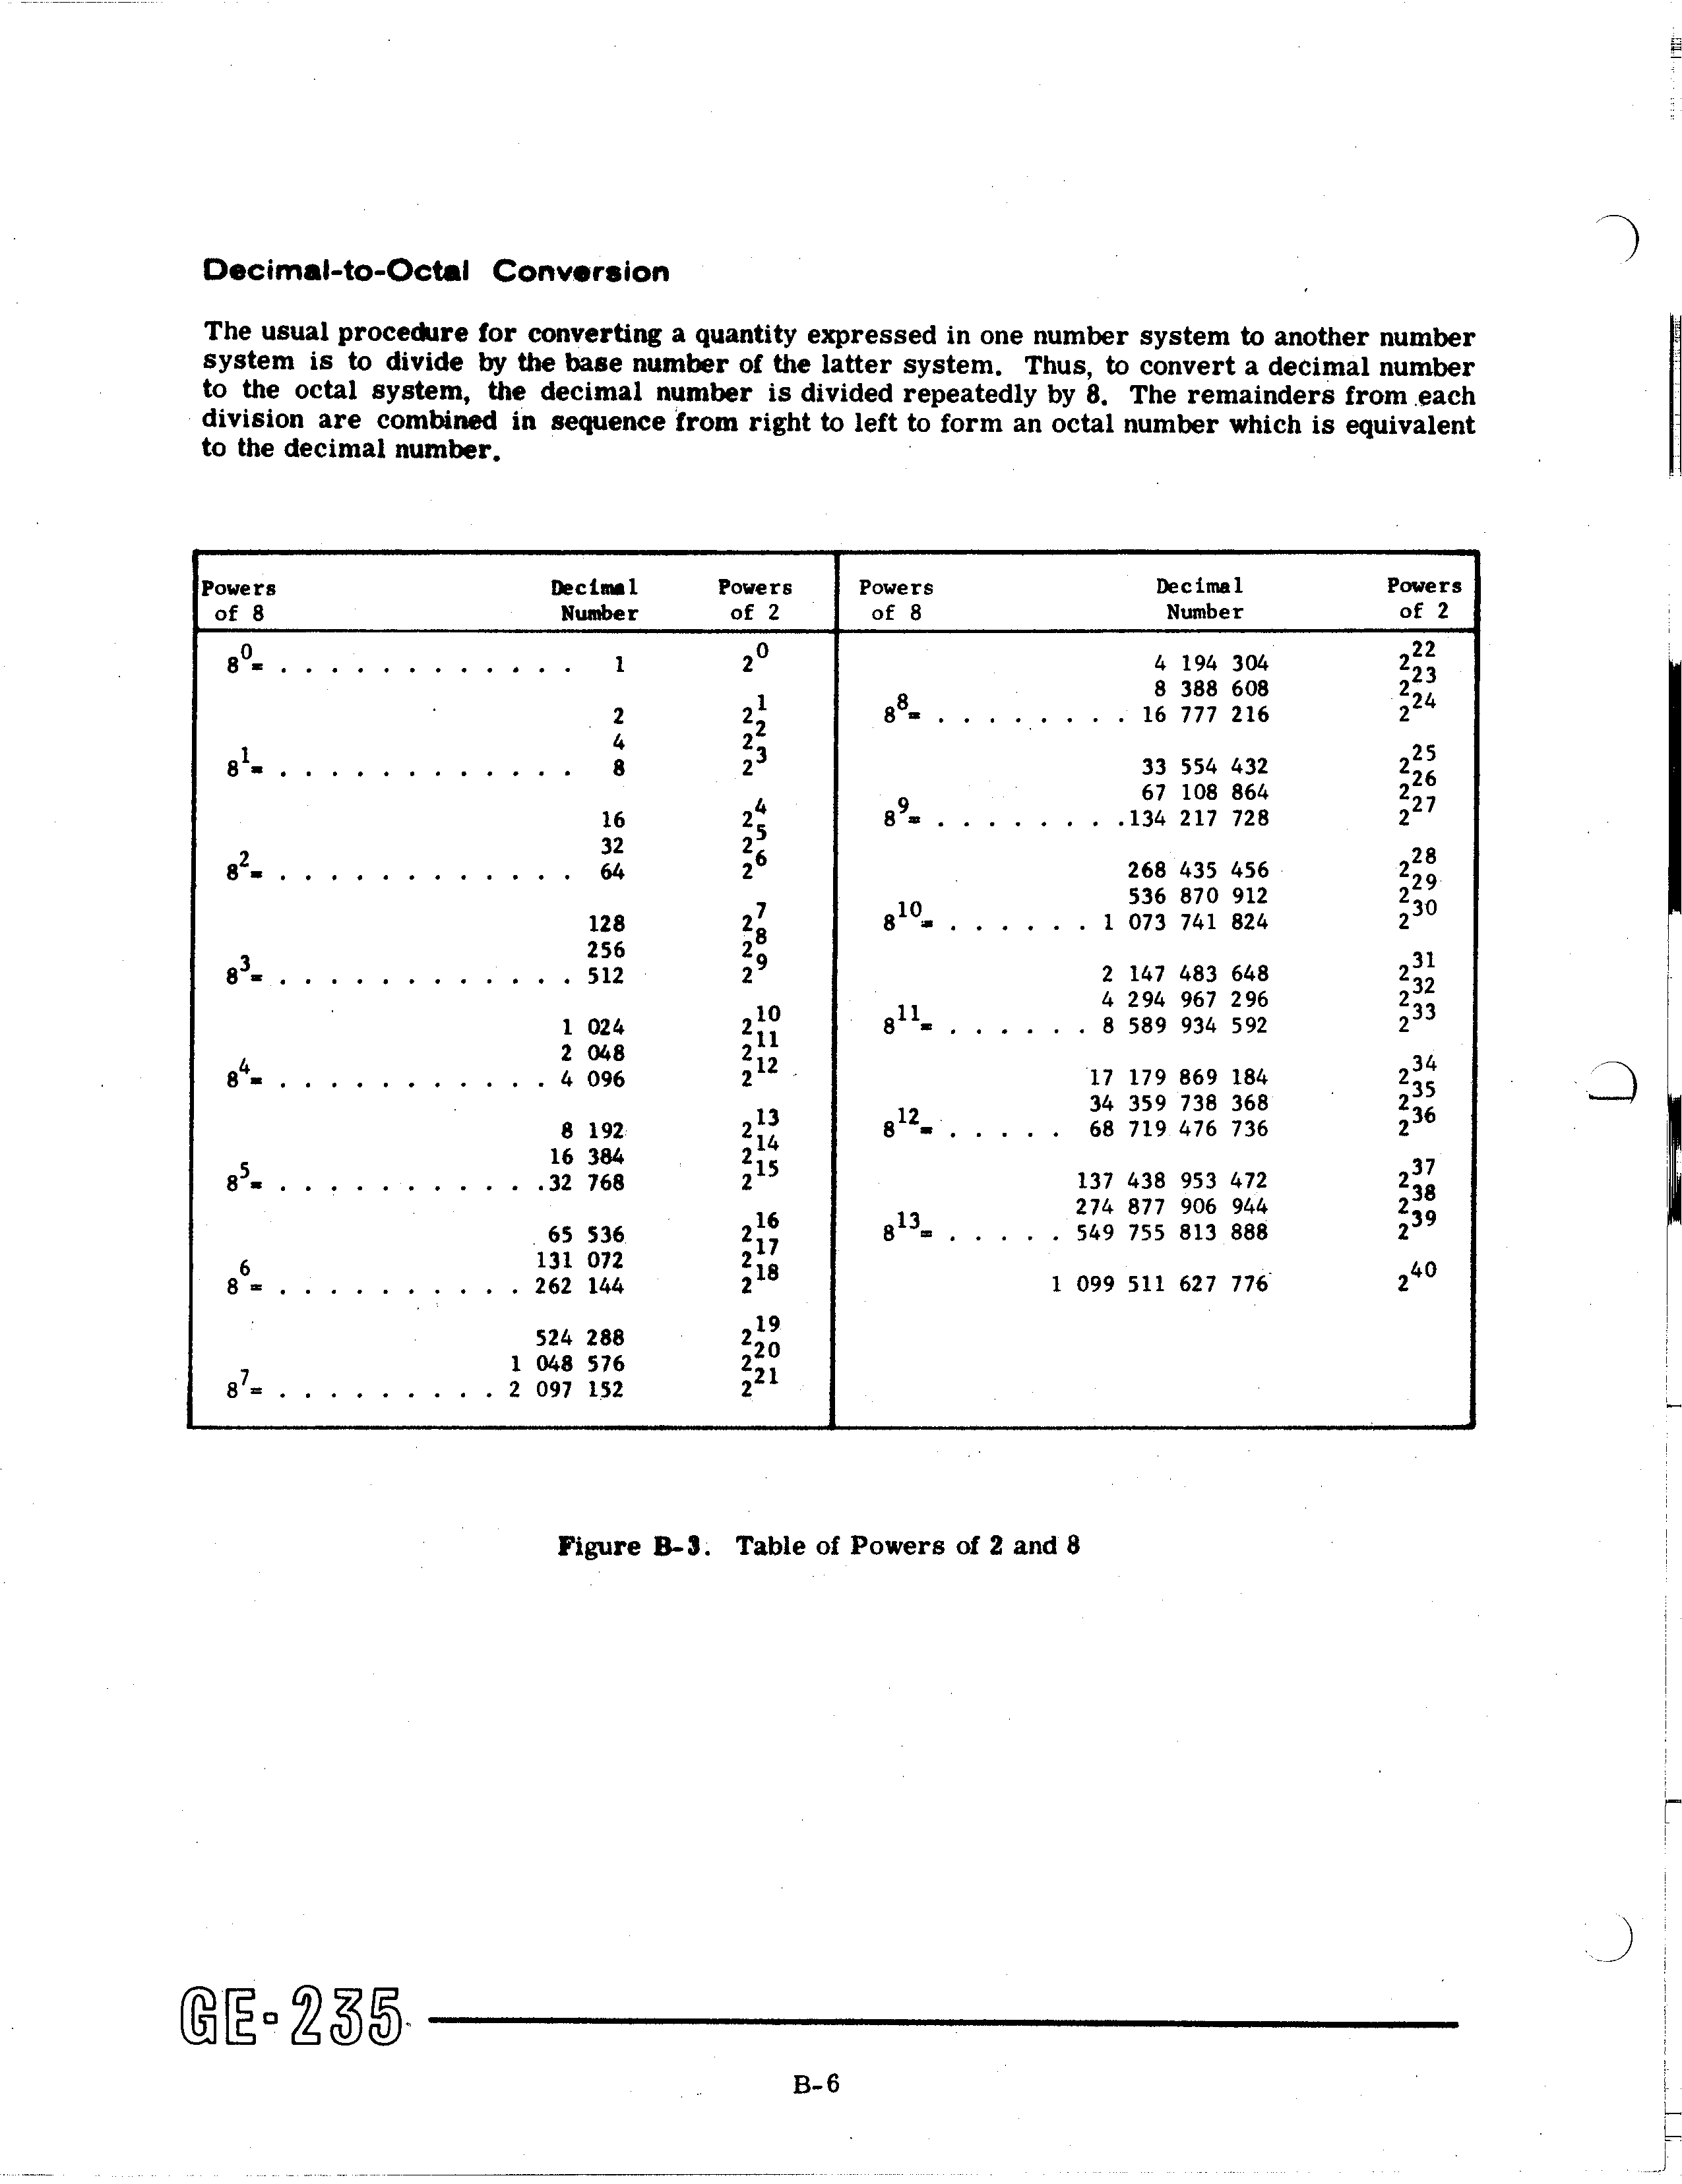 Decimal-to-Octal Conversion
The usual procedure for converting a quantity expressed in one number system to another number
system is to divide by the base number of the latter system. Thus, to convert a decimal number
to the octal system, the decimal number is divided repeatedly by 8. The remainders from each
division are combined in sequence from right to left to form an octal number which is equivalent
to the decimal number.
Powers Decimal Powers
of 8 Number of 2
8^0= . . . . . . . . . . . . 1 2^0
2 2^1
4 2^2
8^1= . . . . . . . . . . . . 8 2^3
16 2^4
32 2^5
8^2= . . . . . . . . . . . . 64 2^6
128 2^7
256 2^8
8^3= . . . . . . . . . . . . 512 2^9
1 024 2^10
2 048 2^11
8^4= . . . . . . . . . . . 4 096 2^12
8 192 2^13
16 384 2^14
8^5= . . . . . . . . . . .32 768 2^15
65 536 2^16
131 072 2^17
8^6= . . . . . . . . . . 262 144 2^18
524 288 2^19
1 048 576 2^20
8^7= . . . . . . . . . 2 097 152 2^21
Powers Decimal Powers
of 8 Number of 2
4 194 304 2^22
8 388 608 2^23
8^8= . . . . . . . . 16 777 216 2^24
33 554 432 2^25
67 108 864 2^26
8^9= . . . . . . . .134 217 728 2^27
268 435 456 2^28
536 870 912 2^29
8^10= . . . . . . 1 073 741 824 2^30
2 147 483 648 2^31
4 294 967 296 2^32
8^11= . . . . . . 8 589 934 592 2^33
17 179 869 184 2^34
34 359 738 368 2^35
8^12= . . . . . 68 719 476 736 2^36
137 438 953 472 2^37
274 877 906 944 2^38
8^13= . . . . . 549 755 813 888 2^39
1 099 511 627 776 2^40
Figure B-3. Table of Powers of 2 and 8
GE-235
B-6